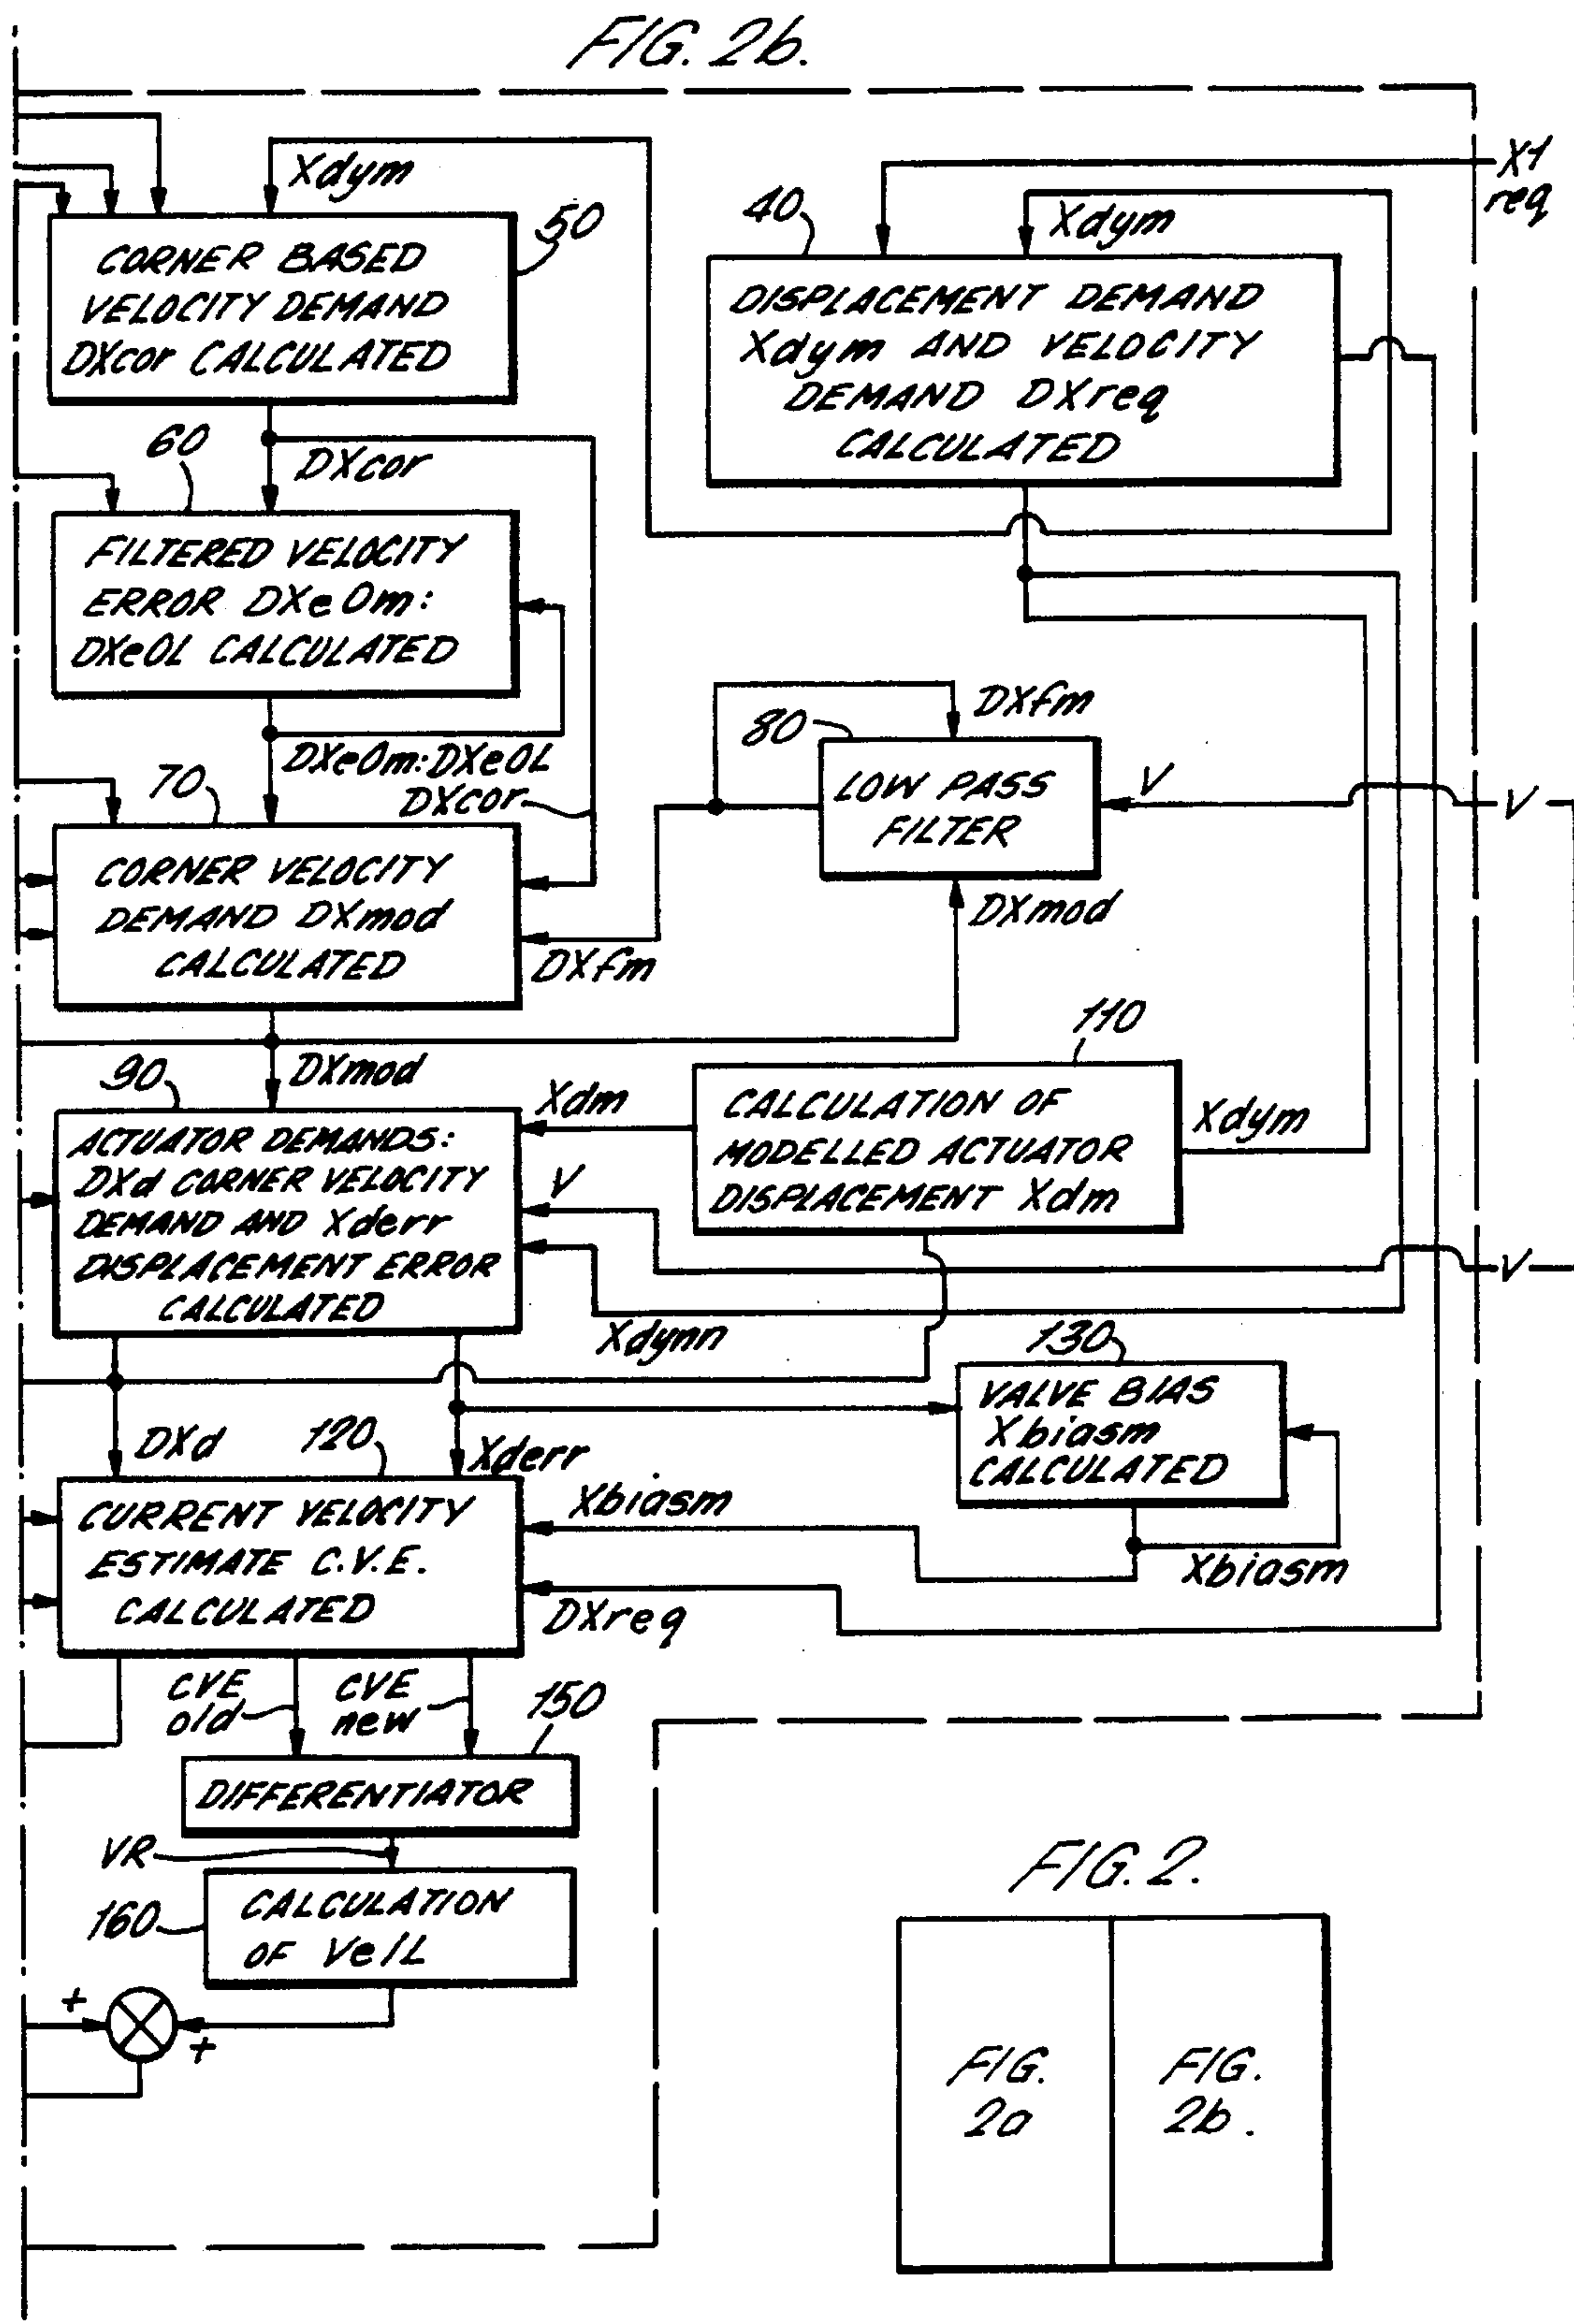 FIG. 2b.
X1
req
Xdym
50
40
Xdym
CORNER BASED
VELOCITY DEMAND
DXcor CALCULATED
DISPLACEMENT DEMAND
Xdym AND VELOCITY
DEMAND DXreq
CALCULATED
60
DXcor
FILTERED VELOCITY
ERROR DXe0m:
DXe0L CALCULATED
DXe0m:DXe0L
DXcor
70
80
DXfm
LOW PASS
FILTER
V
V
CORNER VELOCITY
DEMAND DXmod
CALCULATED
DXfm
DXmod
110
90
DXmod
Xdm
CALCULATION OF
MODELLED ACTUATOR
DISPLACEMENT Xdm
Xdym
ACTUATOR DEMANDS:
DXd CORNER VELOCITY
DEMAND AND Xderr
DISPLACEMENT ERROR
CALCULATED
V
V
Xdynn
130
VALVE BIAS
Xbiasm
CALCULATED
DXd
120
Xderr
Xbiasm
Xbiasm
CURRENT VELOCITY
ESTIMATE C.V.E.
CALCULATED
DXreq
CVE
old
CVE
new
150
DIFFERENTIATOR
VR
160
CALCULATION
OF Ve1L
+
+
FIG. 2.
FIG.
2a
FIG.
2b.